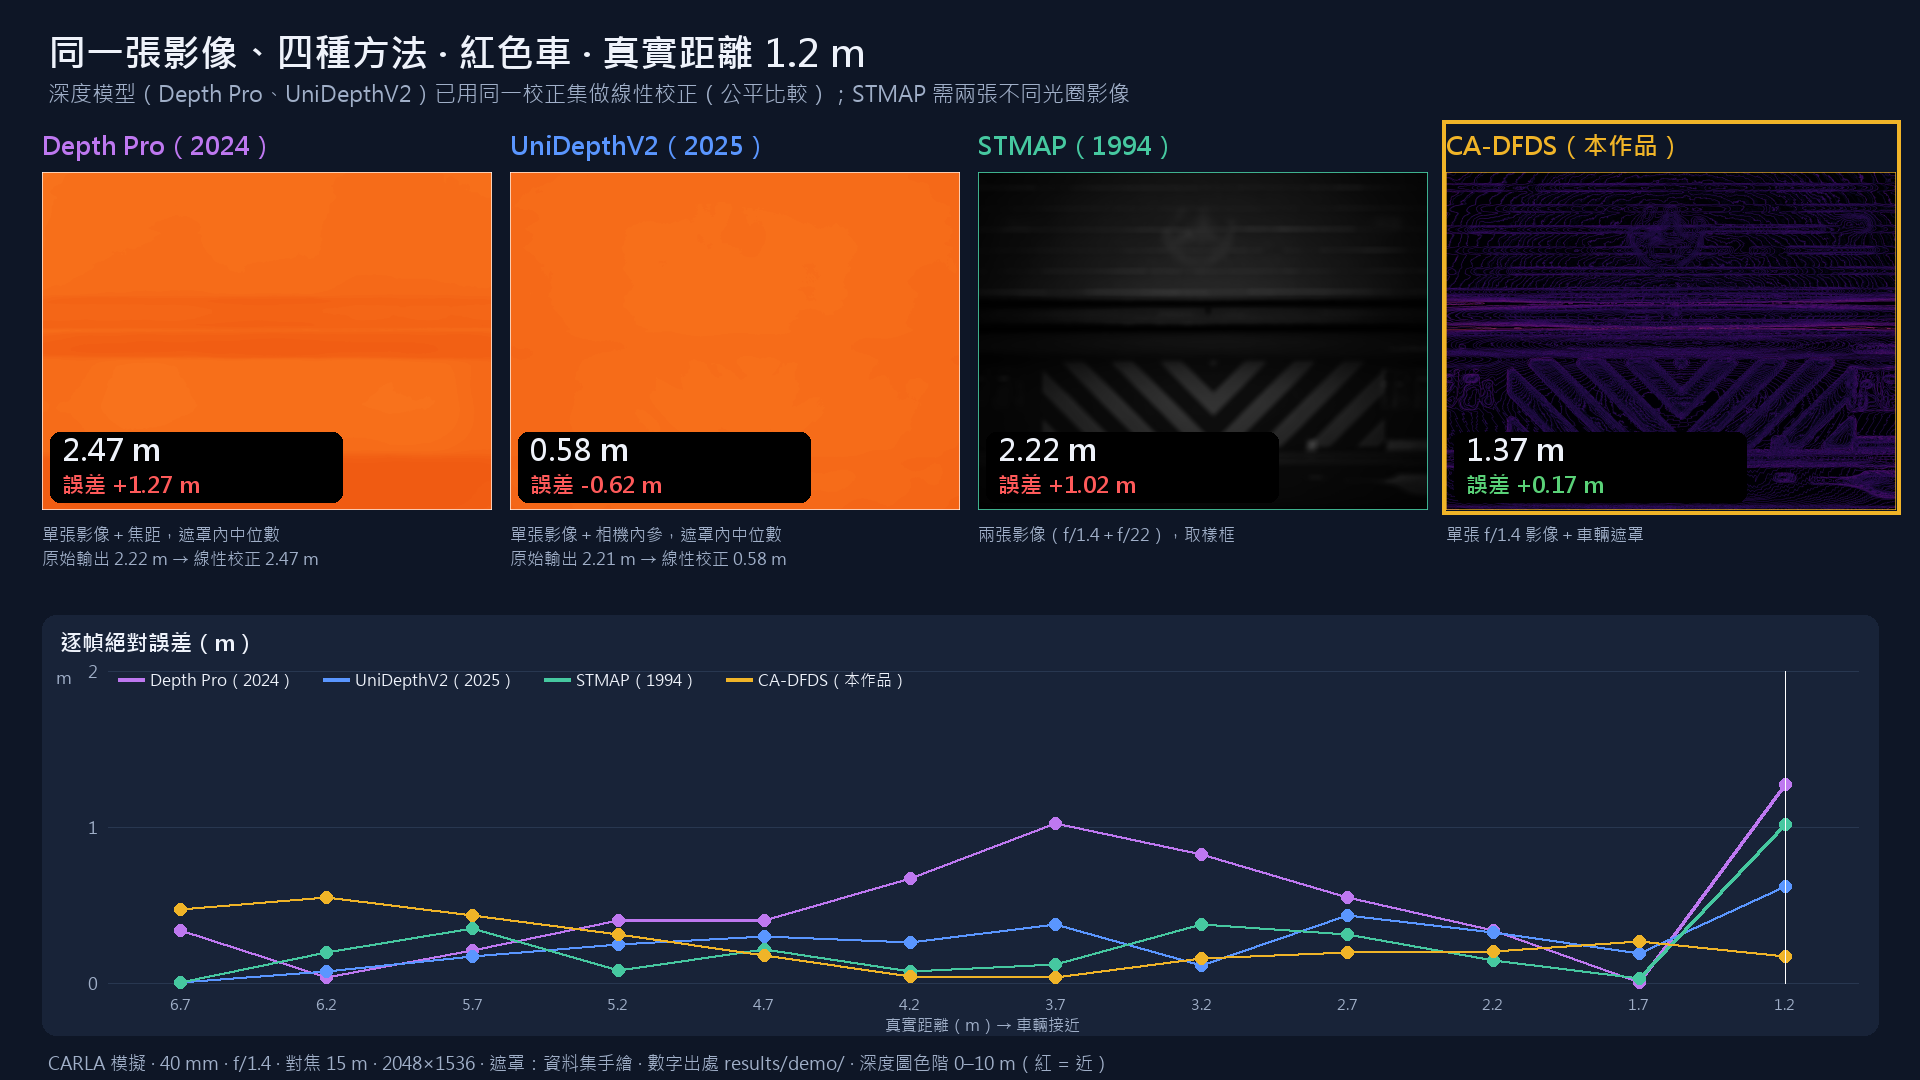 同一張影像、四種方法 · 紅色車 · 真實距離 1.2 m
深度模型（Depth Pro、UniDepthV2）已用同一校正集做線性校正（公平比較）；STMAP 需兩張不同光圈影像
Depth Pro（2024）
2.47 m
誤差 +1.27 m
單張影像 + 焦距，遮罩內中位數
原始輸出 2.22 m → 線性校正 2.47 m
UniDepthV2（2025）
0.58 m
誤差 -0.62 m
單張影像 + 相機內參，遮罩內中位數
原始輸出 2.21 m → 線性校正 0.58 m
STMAP（1994）
2.22 m
誤差 +1.02 m
兩張影像（f/1.4 + f/22），取樣框
CA-DFDS（本作品）
1.37 m
誤差 +0.17 m
單張 f/1.4 影像 + 車輛遮罩
逐幀絕對誤差（m）
m
2
1
0
Depth Pro（2024） UniDepthV2（2025） STMAP（1994） CA-DFDS（本作品）
6.7 6.2 5.7 5.2 4.7 4.2 3.7 3.2 2.7 2.2 1.7 1.2
真實距離（m）→ 車輛接近
CARLA 模擬 · 40 mm · f/1.4 · 對焦 15 m · 2048×1536 · 遮罩：資料集手繪 · 數字出處 results/demo/ · 深度圖色階 0–10 m（紅 = 近）